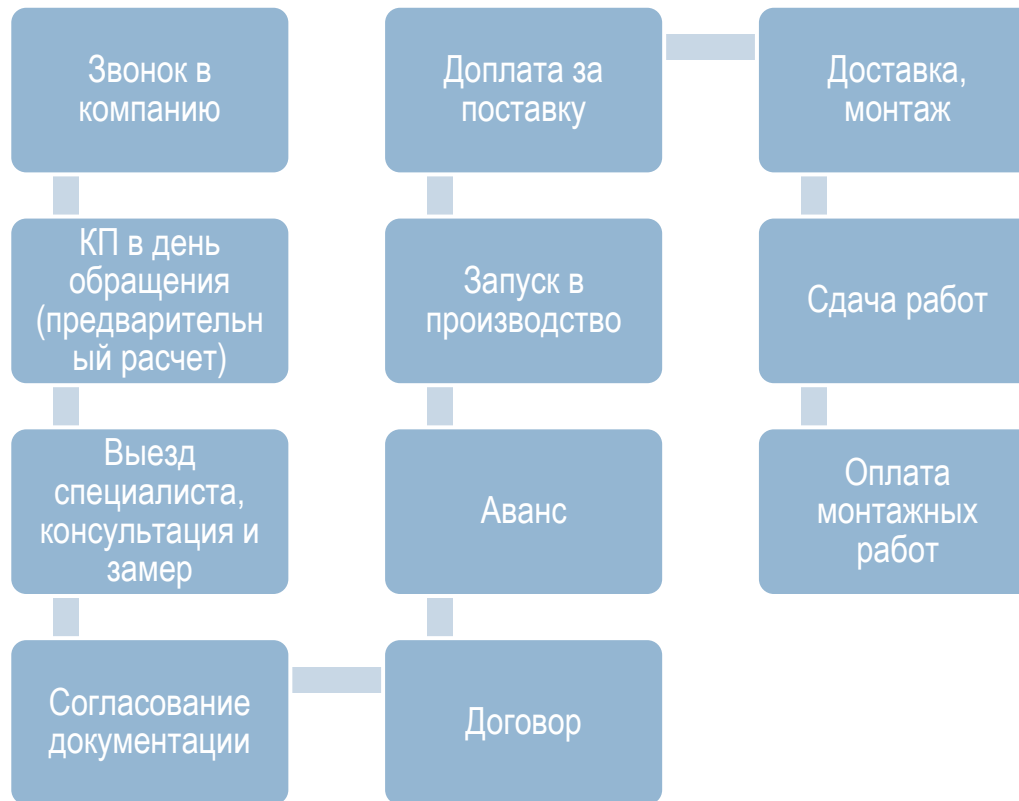 Звонок в
компанию
КП в день
обращения
(предварительн
ый расчет)
Выезд
специалиста,
консультация и
замер
Согласование
документации
Договор
Аванс
Запуск в
производство
Доплата за
поставку
Доставка,
монтаж
Сдача работ
Оплата
монтажных
работ